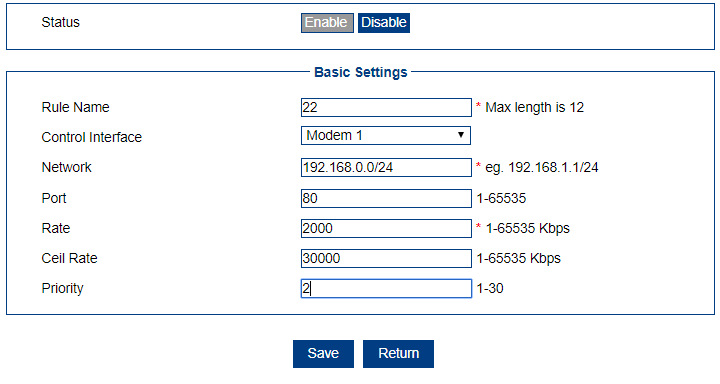 Status Enable Disable
Basic Settings
Rule Name 22 * Max length is 12
Control Interface Modem 1
Network 192.168.0.0/24 * eg. 192.168.1.1/24
Port 80 1-65535
Rate 2000 * 1-65535 Kbps
Ceil Rate 30000 1-65535 Kbps
Priority 2 1-30
Save Return